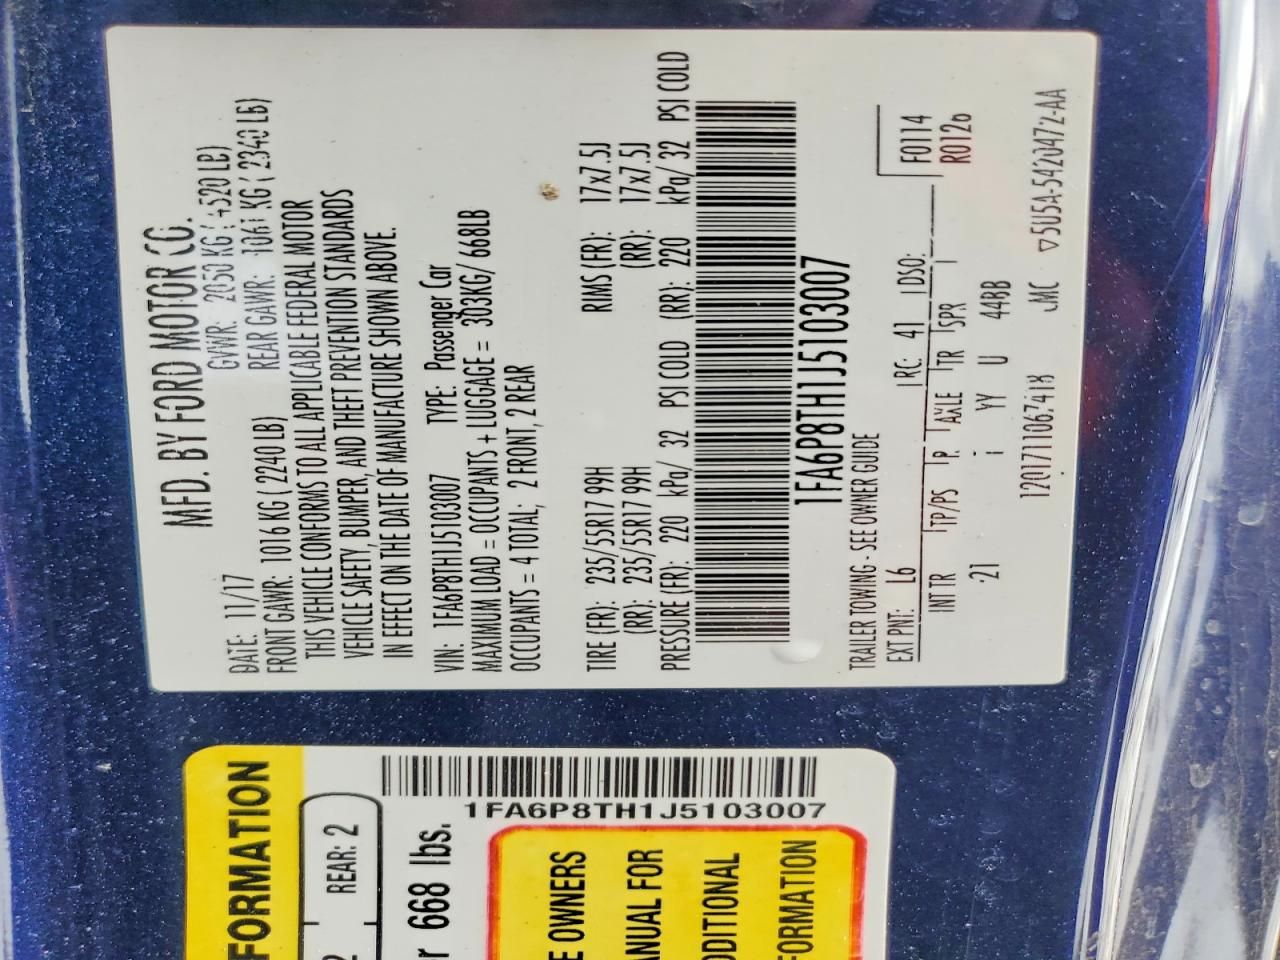 MFD. BY FORD MOTOR CO.
DATE: 11/17 GVWR: 2050 KG (4520 LB)
FRONT GAWR: 1016 KG (2240 LB) REAR GAWR: 1061 KG (2340 LB)
THIS VEHICLE CONFORMS TO ALL APPLICABLE FEDERAL MOTOR
VEHICLE SAFETY, BUMPER, AND THEFT PREVENTION STANDARDS
IN EFFECT ON THE DATE OF MANUFACTURE SHOWN ABOVE.
VIN: 1FA6P8TH1J5103007 TYPE: Passenger Car
MAXIMUM LOAD = OCCUPANTS + LUGGAGE = 303KG/ 668LB
OCCUPANTS = 4 TOTAL; 2 FRONT, 2 REAR
TIRE (FR): 235/55R17 99H RIMS (FR): 17x7.5J
(RR): 235/55R17 99H (RR): 17x7.5J
PRESSURE (FR): 220 kPa/ 32 PSI COLD (RR): 220 kPa/ 32 PSI COLD
1FA6P8TH1J5103007
TRAILER TOWING - SEE OWNER GUIDE
F0114
R0126
EXT PNT: L6 RC: 41 DSO:
INT TR TP/PS R AXLE TR SPR
21 i YY U 44BB
1201711067418 JMC ▽5U5A-5420472-AA
FORMATION
REAR: 2
668 lbs.
1FA6P8TH1J5103007
OWNERS
FOR